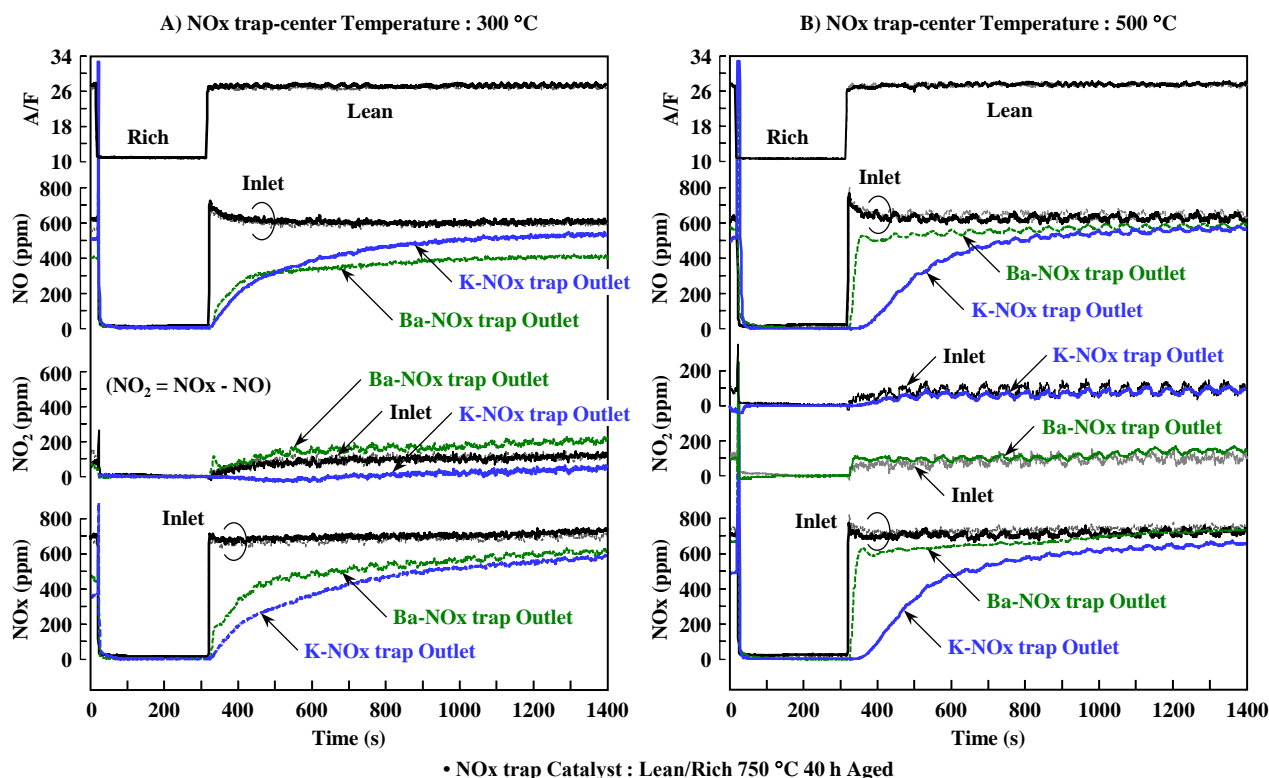 A) NOx trap-center Temperature : 300 °C
34
26
18
10
A/F
Rich
Lean
800
600
400
200
0
NO (ppm)
Inlet
K-NOx trap Outlet
Ba-NOx trap Outlet
600
400
200
0
NO₂ (ppm)
(NO₂ = NOx - NO)
Ba-NOx trap Outlet
Inlet
K-NOx trap Outlet
800
600
400
200
0
NOx (ppm)
Inlet
Ba-NOx trap Outlet
K-NOx trap Outlet
0 200 400 600 800 1000 1200 1400
Time (s)
B) NOx trap-center Temperature : 500 °C
34
26
18
10
A/F
Rich
Lean
800
600
400
200
0
NO (ppm)
Inlet
Ba-NOx trap Outlet
K-NOx trap Outlet
200
0
200
0
NO₂ (ppm)
Inlet
K-NOx trap Outlet
Ba-NOx trap Outlet
Inlet
800
600
400
200
0
NOx (ppm)
Inlet
Ba-NOx trap Outlet
K-NOx trap Outlet
0 200 400 600 800 1000 1200 1400
Time (s)
• NOx trap Catalyst : Lean/Rich 750 °C 40 h Aged